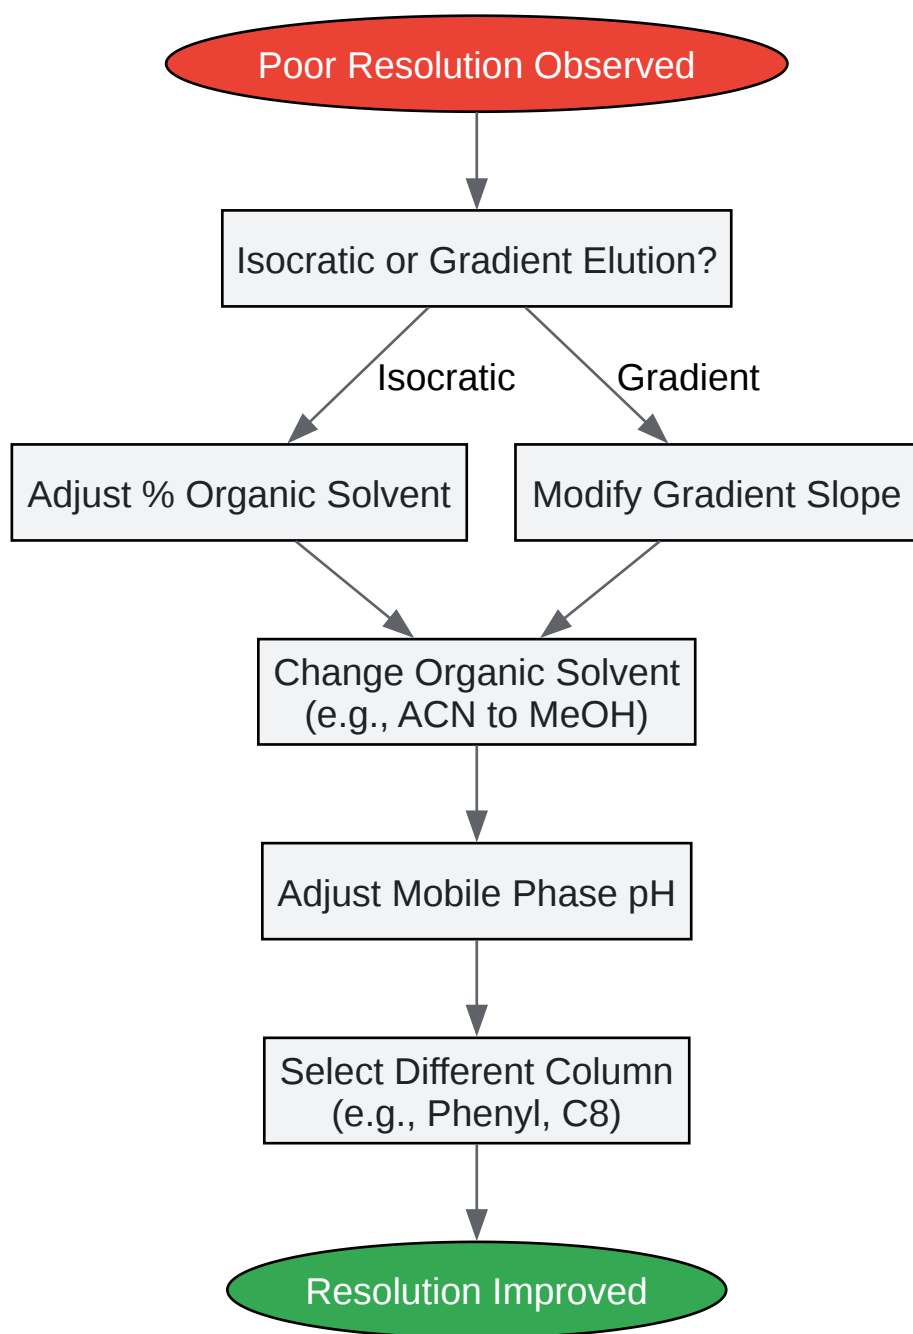 Poor Resolution Observed
Isocratic or Gradient Elution?
Isocratic
Gradient
Adjust % Organic Solvent
Modify Gradient Slope
Change Organic Solvent
(e.g., ACN to MeOH)
Adjust Mobile Phase pH
Select Different Column
(e.g., Phenyl, C8)
Resolution Improved